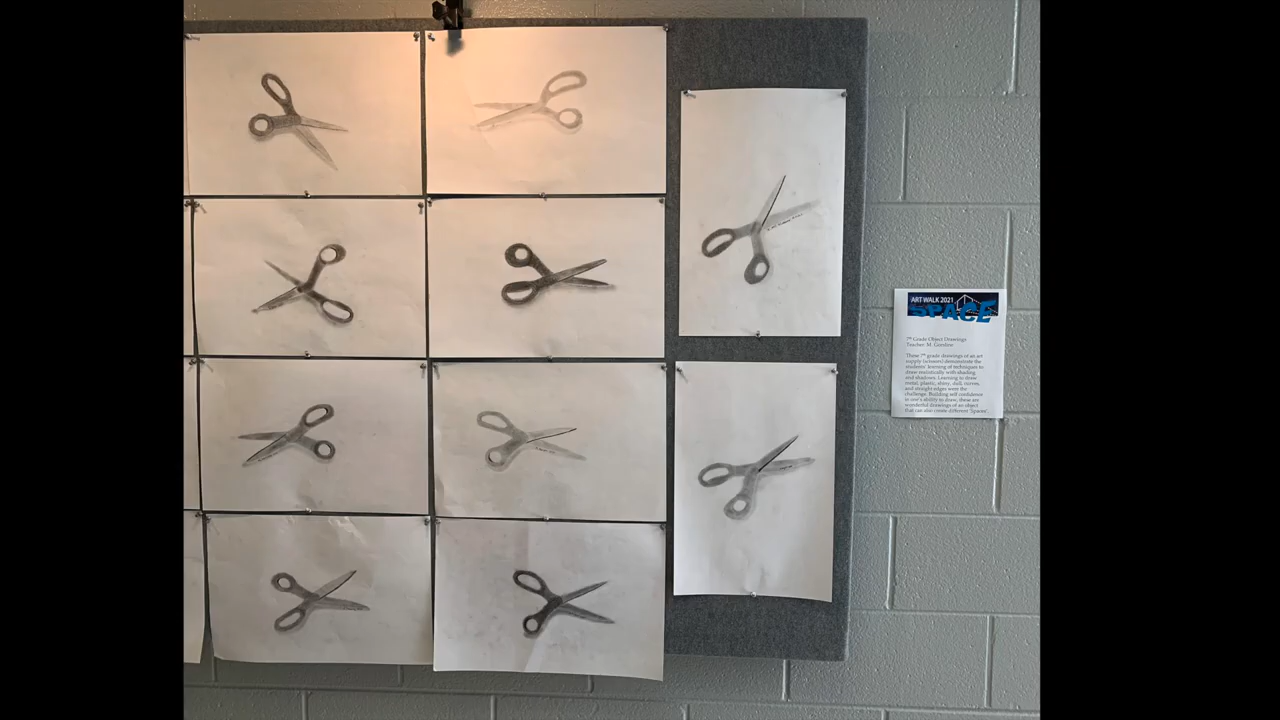 ART WALK 2021
SPACE
7th Grade Object Drawings
Teacher: M. Gorsline
These 7th grade drawings of an art
supply (scissors) demonstrate the
students' learning of techniques to
draw realistically with shading
and shadows. Learning to draw
metal, plastic, shiny, dull, curves,
and straight edges were the
challenge. Building self confidence
in one's ability to draw, these are
wonderful drawings of an object
that can also create different 'Spaces'.